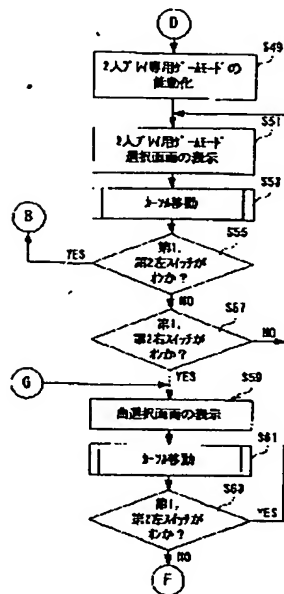 D
S49
2人プレイ専用ゲームモードの
能動化
S51
2人プレイ用ゲームモード
選択画面の表示
S53
カーソル移動
B
S55
第1,
第2左スイッチが
オンか?
YES
NO
S57
第1,
第2右スイッチが
オンか?
NO
YES
G
S59
曲選択画面の表示
S61
カーソル移動
S63
第1,
第2左スイッチが
オンか?
YES
NO
F